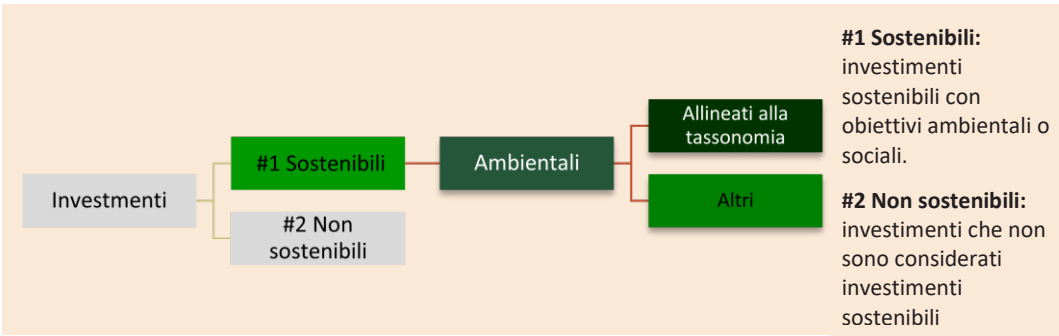 Investmenti
#1 Sostenibili
#2 Non
sostenibili
Ambientali
Allineati alla
tassonomia
Altri
#1 Sostenibili:
investimenti
sostenibili con
obiettivi ambientali o
sociali.
#2 Non sostenibili:
investimenti che non
sono considerati
investimenti
sostenibili